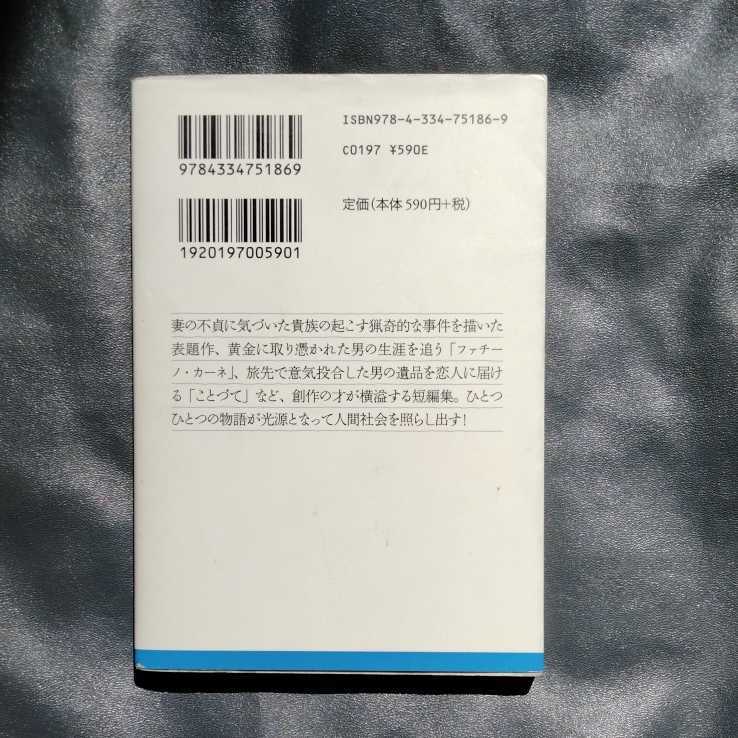 ISBN978-4-334-75186-9
C0197 ¥590E
9784334751869
定価(本体590円+税)
1920197005901
妻の不貞に気づいた貴族の起こす猟奇的な事件を描いた
表題作、黄金に取り憑かれた男の生涯を追う「ファチー
ノ・カーネ」、旅先で意気投合した男の遺品を恋人に届け
る「ことづて」など、創作の才が横溢する短編集。ひとつ
ひとつの物語が光源となって人間社会を照らし出す!